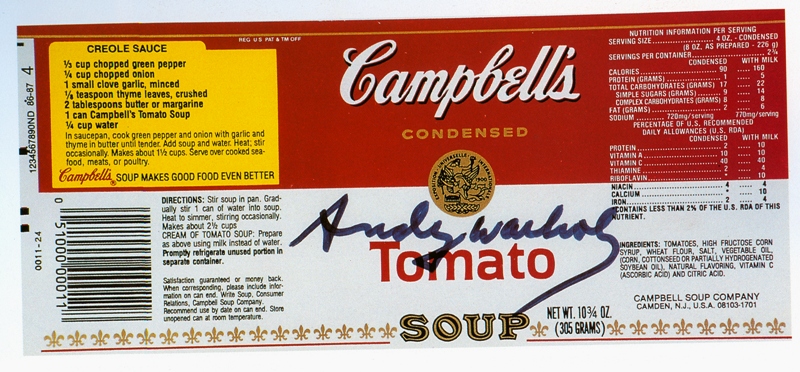 REG. U.S. PAT & TM OFF
CREOLE SAUCE
⅓ cup chopped green pepper
¼ cup chopped onion
1 small clove garlic, minced
⅛ teaspoon thyme leaves, crushed
2 tablespoons butter or margarine
1 can Campbell's Tomato Soup
¼ cup water
In saucepan, cook green pepper and onion with garlic and
thyme in butter until tender. Add soup and water. Heat; stir
occasionally. Makes about 1½ cups. Serve over cooked sea-
food, meats, or poultry.
Campbell's® SOUP MAKES GOOD FOOD EVEN BETTER
1234567890ND 86-87 4
0011-24
0 51000 00011
DIRECTIONS: Stir soup in pan. Grad-
ually stir 1 can of water into soup.
Heat to simmer, stirring occasionally.
Makes about 2½ cups
CREAM OF TOMATO SOUP: Prepare
as above using milk instead of water.
Promptly refrigerate unused portion in
separate container.
Satisfaction guaranteed or money back.
When corresponding, please include infor-
mation on can end. Write Soup, Consumer
Relations, Campbell Soup Company.
Recommend use by date on can end. Store
unopened can at room temperature.
Campbell's
CONDENSED
Andy Warhol
Tomato
SOUP
NET WT. 10¾ OZ.
(305 GRAMS)
NUTRITION INFORMATION PER SERVING
SERVING SIZE 4 OZ. - CONDENSED
(8 OZ. AS PREPARED - 226 g)
SERVINGS PER CONTAINER 2¾
CONDENSED WITH MILK
CALORIES 90 160
PROTEIN (GRAMS) 1 5
TOTAL CARBOHYDRATES (GRAMS) 17 22
SIMPLE SUGARS (GRAMS) 9 14
COMPLEX CARBOHYDRATES (GRAMS) 8 8
FAT (GRAMS) 2 6
SODIUM 720mg/serving 770mg/serving
PERCENTAGE OF U.S. RECOMMENDED
DAILY ALLOWANCES (U.S. RDA)
CONDENSED WITH MILK
PROTEIN 2 10
VITAMIN A 10 10
VITAMIN C 40 40
THIAMINE 2 4
RIBOFLAVIN 10
NIACIN 4 4
CALCIUM * 10
IRON 2 4
*CONTAINS LESS THAN 2% OF THE U.S. RDA OF THIS
NUTRIENT.
INGREDIENTS: TOMATOES, HIGH FRUCTOSE CORN
SYRUP, WHEAT FLOUR, SALT, VEGETABLE OIL,
(CORN, COTTONSEED OR PARTIALLY HYDROGENATED
SOYBEAN OIL), NATURAL FLAVORING, VITAMIN C
(ASCORBIC ACID) AND CITRIC ACID.
CAMPBELL SOUP COMPANY
CAMDEN, N.J., U.S.A. 08103-1701